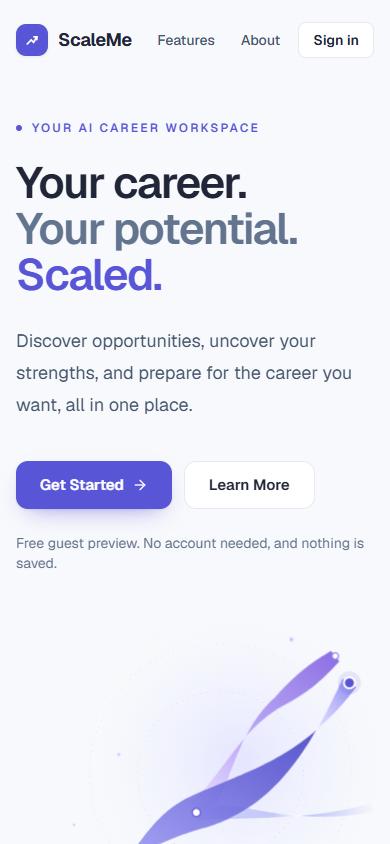 ScaleMe Features About Sign in
YOUR AI CAREER WORKSPACE
Your career.
Your potential.
Scaled.
Discover opportunities, uncover your
strengths, and prepare for the career you
want, all in one place.
Get Started → Learn More
Free guest preview. No account needed, and nothing is
saved.